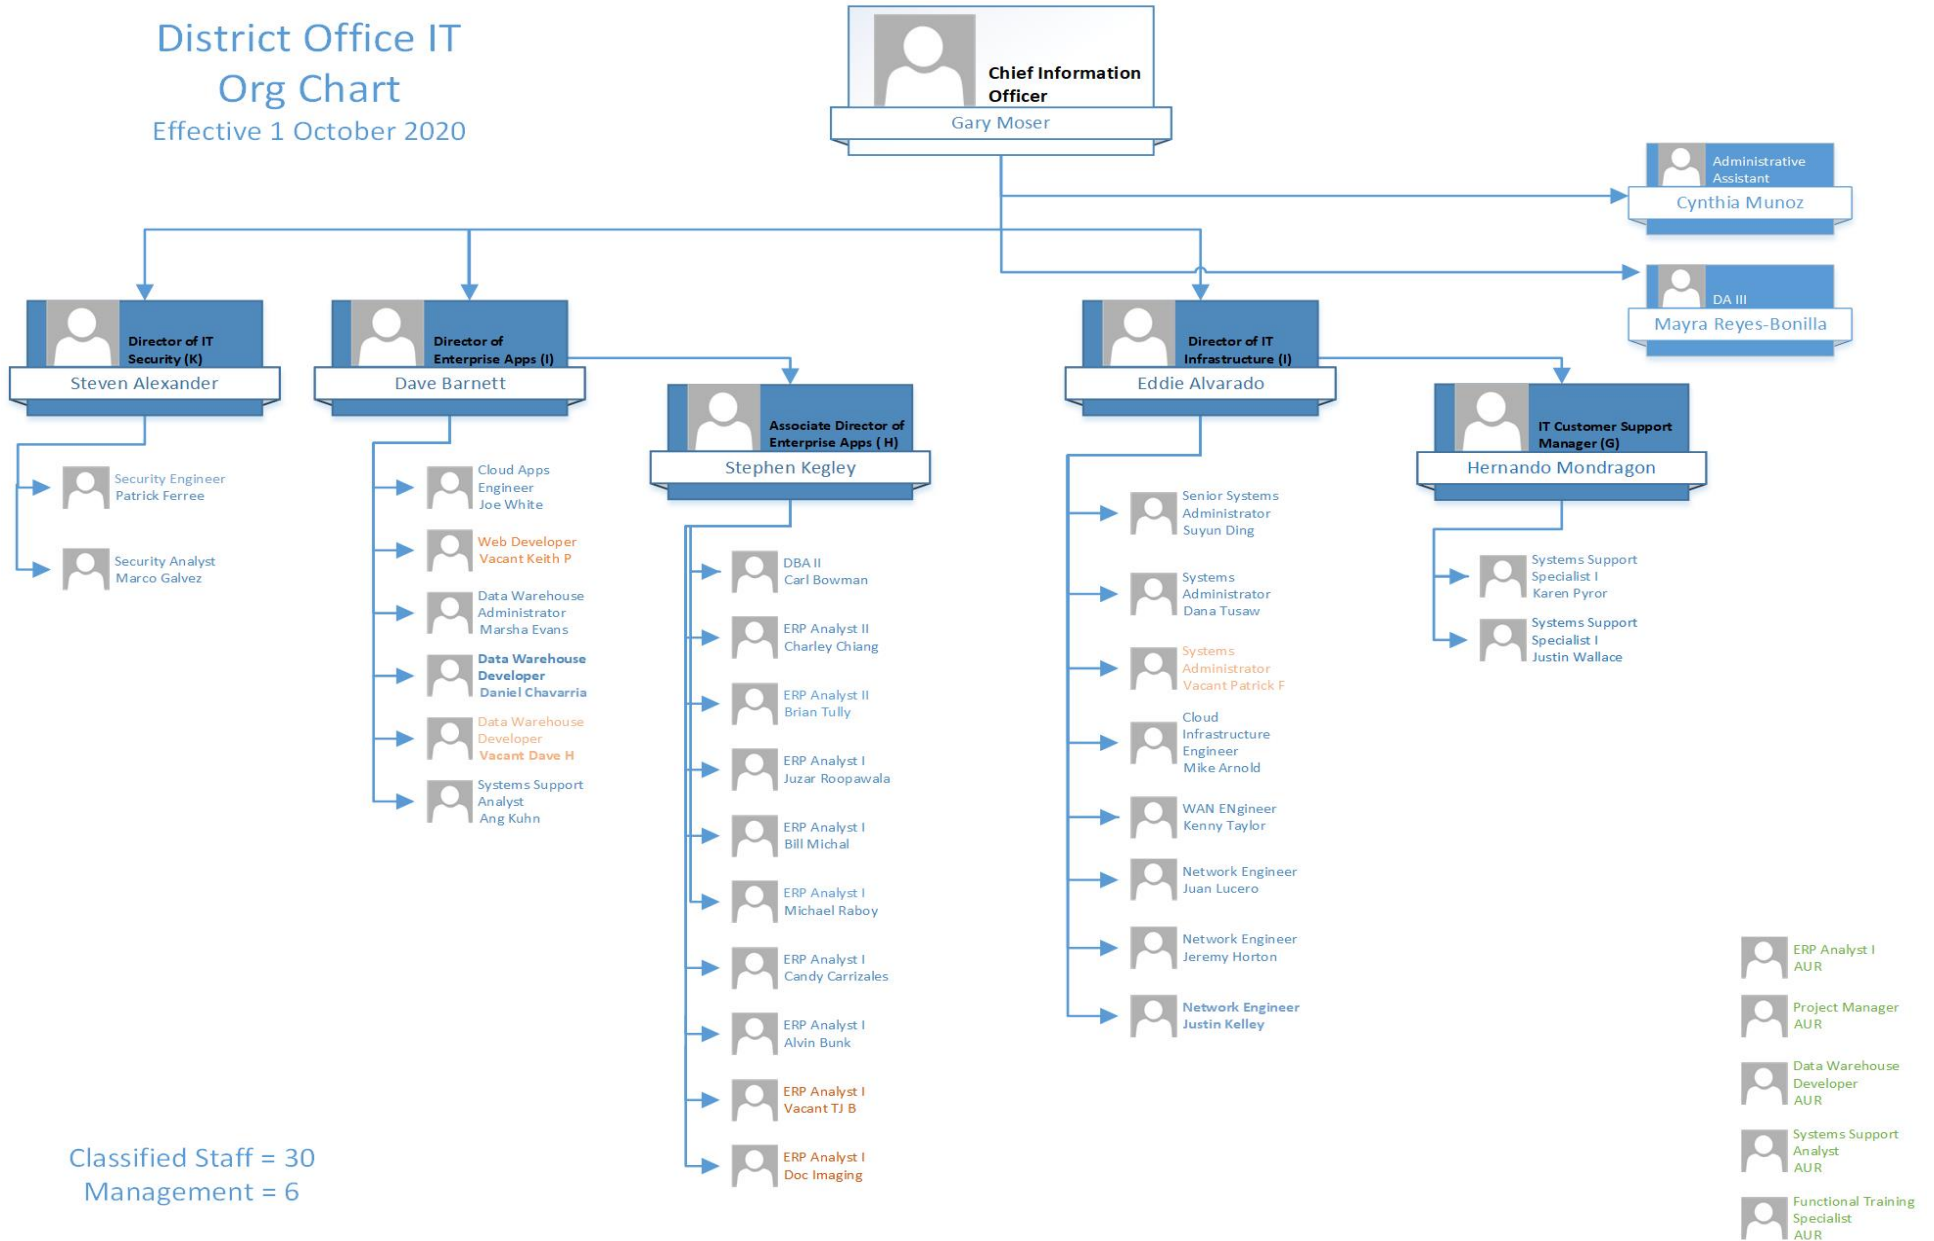 District Office IT
Org Chart
Effective 1 October 2020
Chief Information
Officer
Gary Moser
Administrative
Assistant
Cynthia Munoz
DA III
Mayra Reyes-Bonilla
Director of IT
Security (K)
Steven Alexander
Security Engineer
Patrick Ferree
Security Analyst
Marco Galvez
Director of
Enterprise Apps (I)
Dave Barnett
Cloud Apps
Engineer
Joe White
Web Developer
Vacant Keith P
Data Warehouse
Administrator
Marsha Evans
Data Warehouse
Developer
Daniel Chavarria
Data Warehouse
Developer
Vacant Dave H
Systems Support
Analyst
Ang Kuhn
Associate Director of
Enterprise Apps ( H)
Stephen Kegley
DBA II
Carl Bowman
ERP Analyst II
Charley Chiang
ERP Analyst II
Brian Tully
ERP Analyst I
Juzar Roopawala
ERP Analyst I
Bill Michal
ERP Analyst I
Michael Raboy
ERP Analyst I
Candy Carrizales
ERP Analyst I
Alvin Bunk
ERP Analyst I
Vacant TJ B
ERP Analyst I
Doc Imaging
Director of IT
Infrastructure (I)
Eddie Alvarado
Senior Systems
Administrator
Suyun Ding
Systems
Administrator
Dana Tusaw
Systems
Administrator
Vacant Patrick F
Cloud
Infrastructure
Engineer
Mike Arnold
WAN ENgineer
Kenny Taylor
Network Engineer
Juan Lucero
Network Engineer
Jeremy Horton
Network Engineer
Justin Kelley
IT Customer Support
Manager (G)
Hernando Mondragon
Systems Support
Specialist I
Karen Pyror
Systems Support
Specialist I
Justin Wallace
ERP Analyst I
AUR
Project Manager
AUR
Data Warehouse
Developer
AUR
Systems Support
Analyst
AUR
Functional Training
Specialist
AUR
Classified Staff = 30
Management = 6